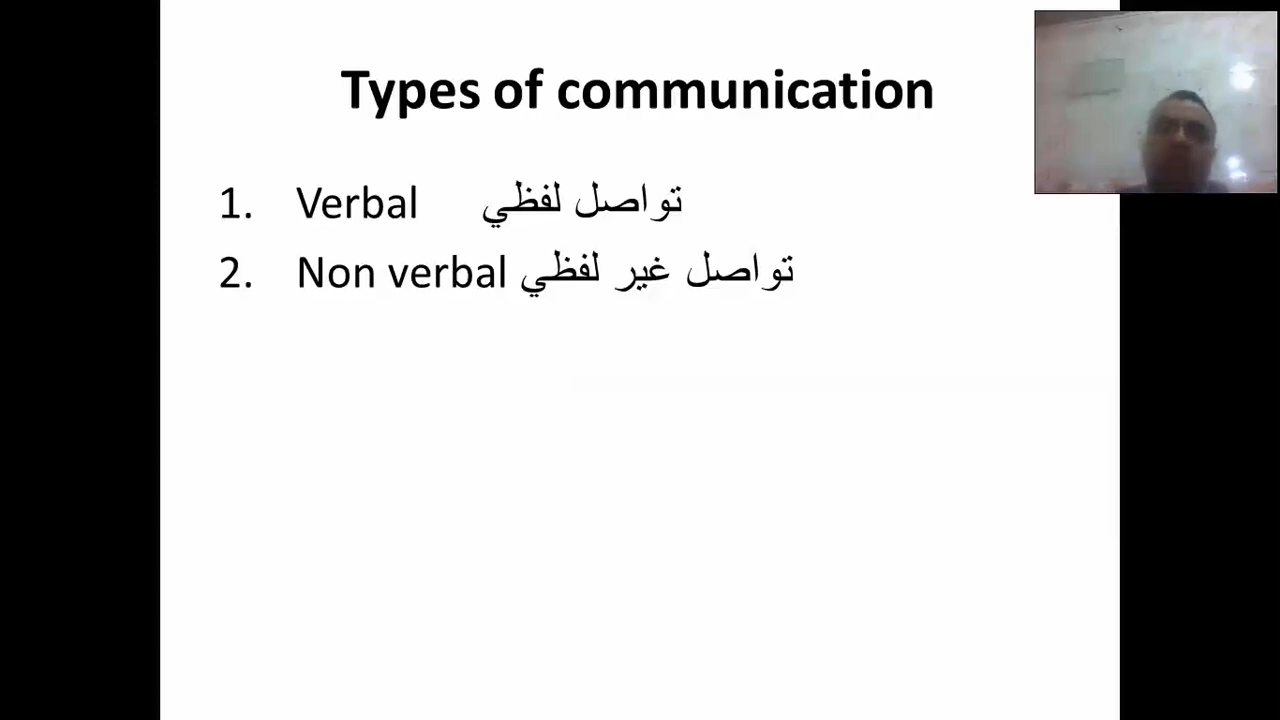 Types of communication
1. Verbal تواصل لفظي
2. Non verbal تواصل غير لفظي